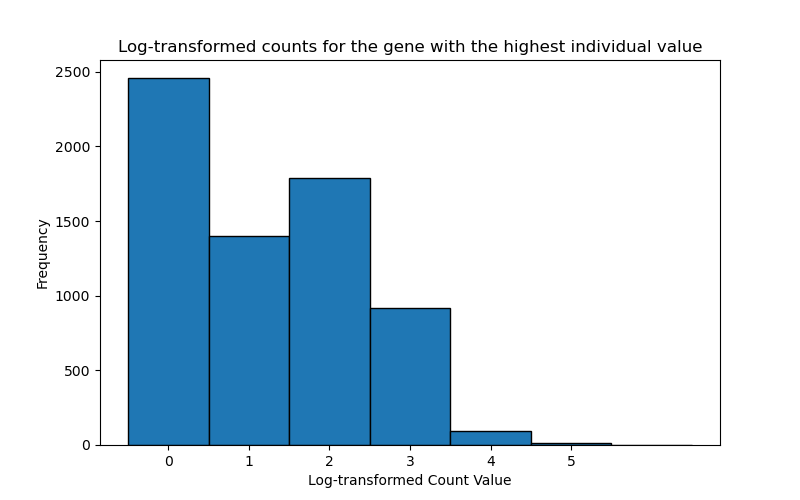 Log-transformed counts for the gene with the highest individual value
2500
2000
1500
1000
500
0
Frequency
0 1 2 3 4 5
Log-transformed Count Value